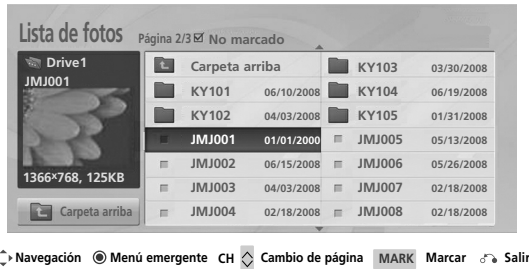 Lista de fotos Página 2/3 No marcado
Drive1
JMJ001
1366×768, 125KB
Carpeta arriba
Carpeta arriba KY103 03/30/2008
KY101 06/10/2008 KY104 06/19/2008
KY102 04/03/2008 KY105 01/31/2008
JMJ001 01/01/2000 JMJ005 05/13/2008
JMJ002 06/15/2008 JMJ006 05/26/2008
JMJ003 04/03/2008 JMJ007 02/18/2008
JMJ004 02/18/2008 JMJ008 02/18/2008
Navegación Menú emergente CH Cambio de página MARK Marcar Salir